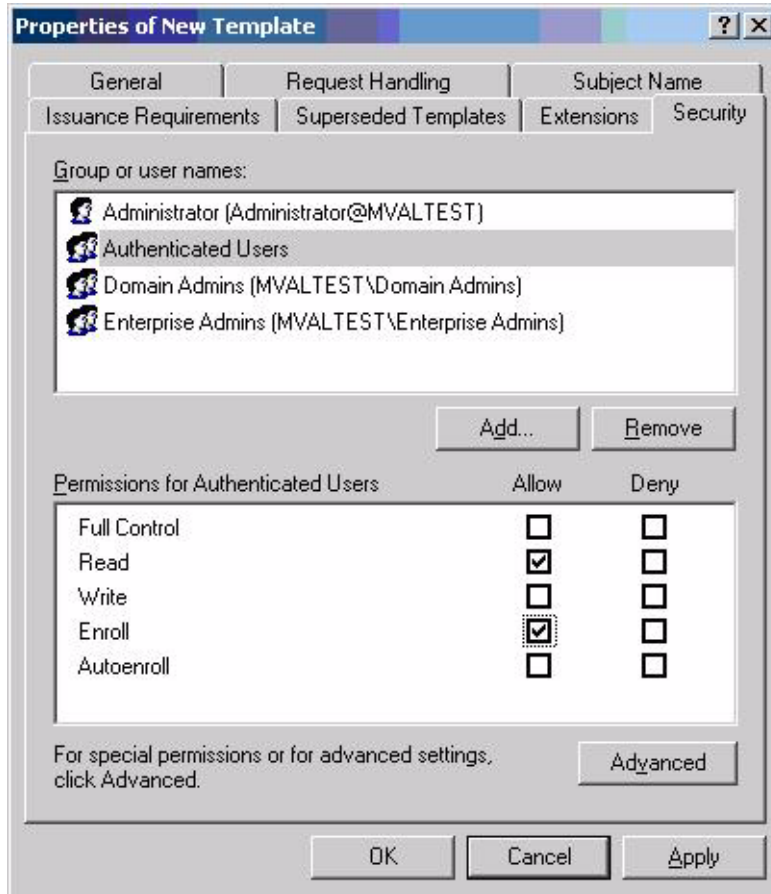 Properties of New Template
General Request Handling Subject Name
Issuance Requirements Superseded Templates Extensions Security
Group or user names:
Administrator (Administrator@MVALTEST)
Authenticated Users
Domain Admins (MVALTEST\Domain Admins)
Enterprise Admins (MVALTEST\Enterprise Admins)
Add... Remove
Permissions for Authenticated Users Allow Deny
Full Control
Read
Write
Enroll
Autoenroll
For special permissions or for advanced settings,
click Advanced.
Advanced
OK Cancel Apply